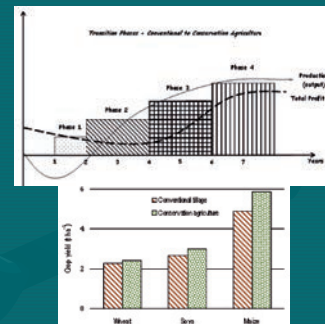 Transition Phases - Conventional to Conservation Agriculture
Phase 4
Phase 3
Production
(output)
Phase 2
Total Profit
Phase 1
1 2 3 4 5 6 7 Years
6
Conventional tillage
Conservation Agriculture
4
Crop yield (t ha
2
0
Wheat Soya Maize